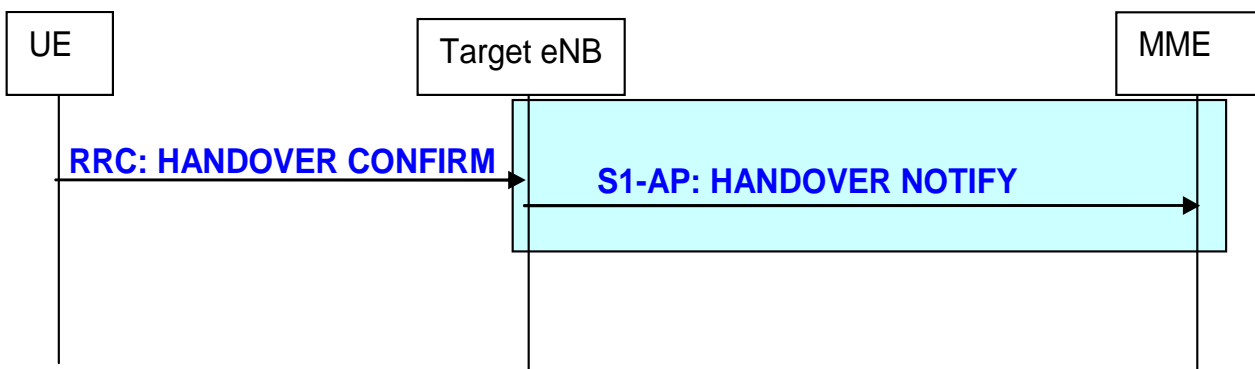 UE
Target eNB
MME
RRC: HANDOVER CONFIRM
S1-AP: HANDOVER NOTIFY